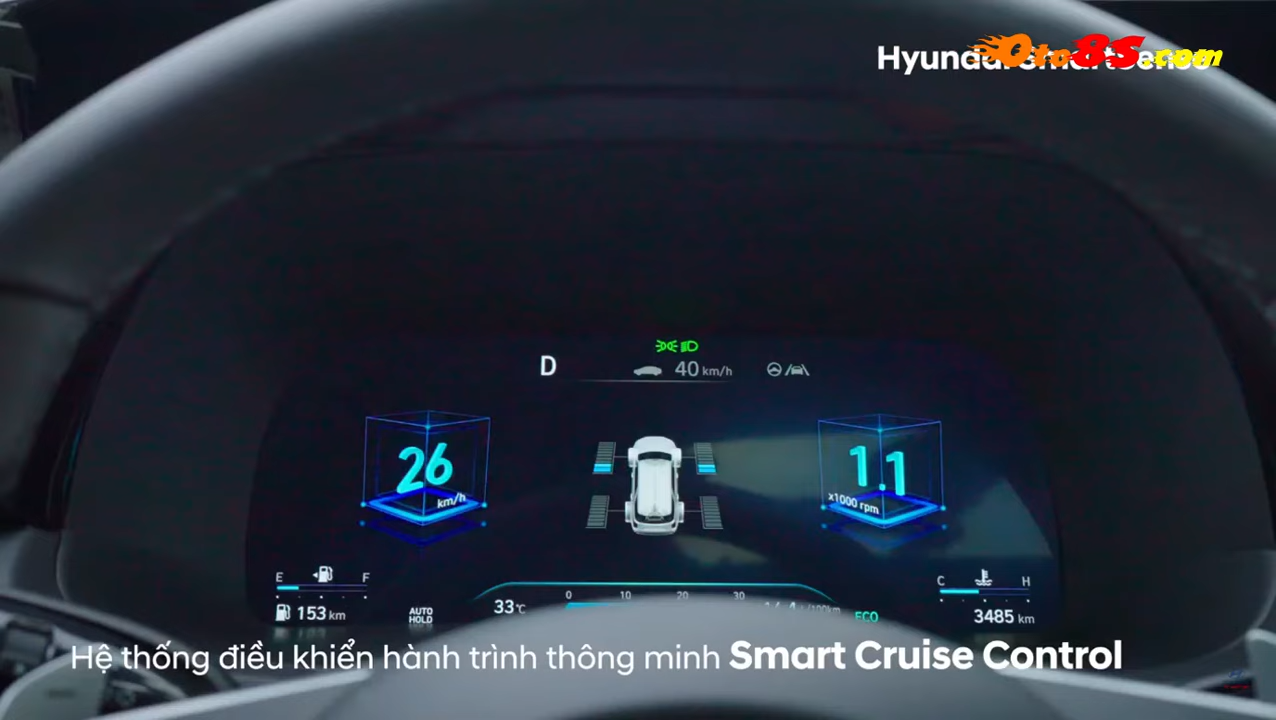 Hyundai SmartSense
Oto8S.com
D
40 km/h
26
km/h
1.1
x1000 rpm
E F
C H
153 km
AUTO
HOLD
33°C
0 10 20 30
ECO
3485 km
Hệ thống điều khiển hành trình thông minh Smart Cruise Control